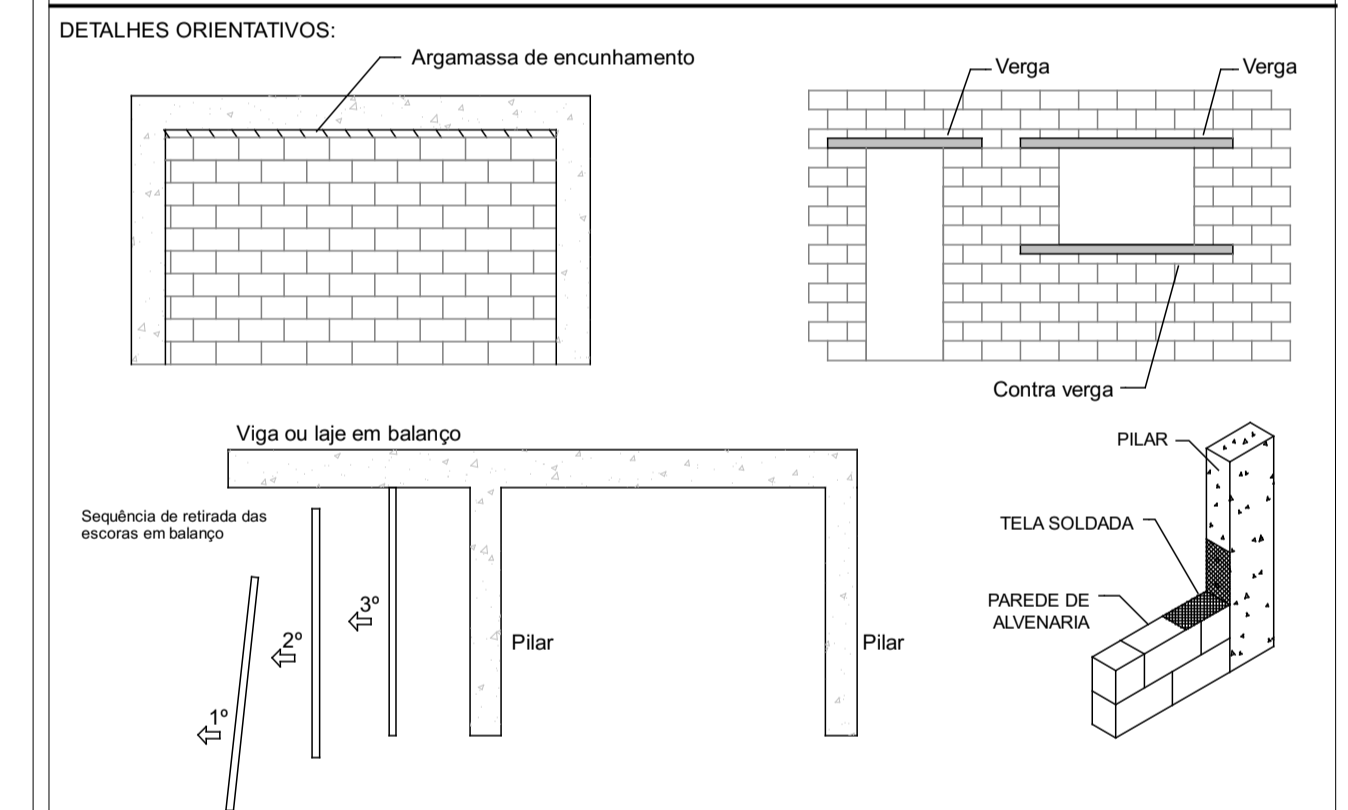 DETALHES ORIENTATIVOS:
Argamassa de encunhamento
Verga
Verga
Contra verga
Viga ou laje em balanço
Sequência de retirada das
escoras em balanço
1º
2º
3º
Pilar
Pilar
PILAR
TELA SOLDADA
PAREDE DE
ALVENARIA